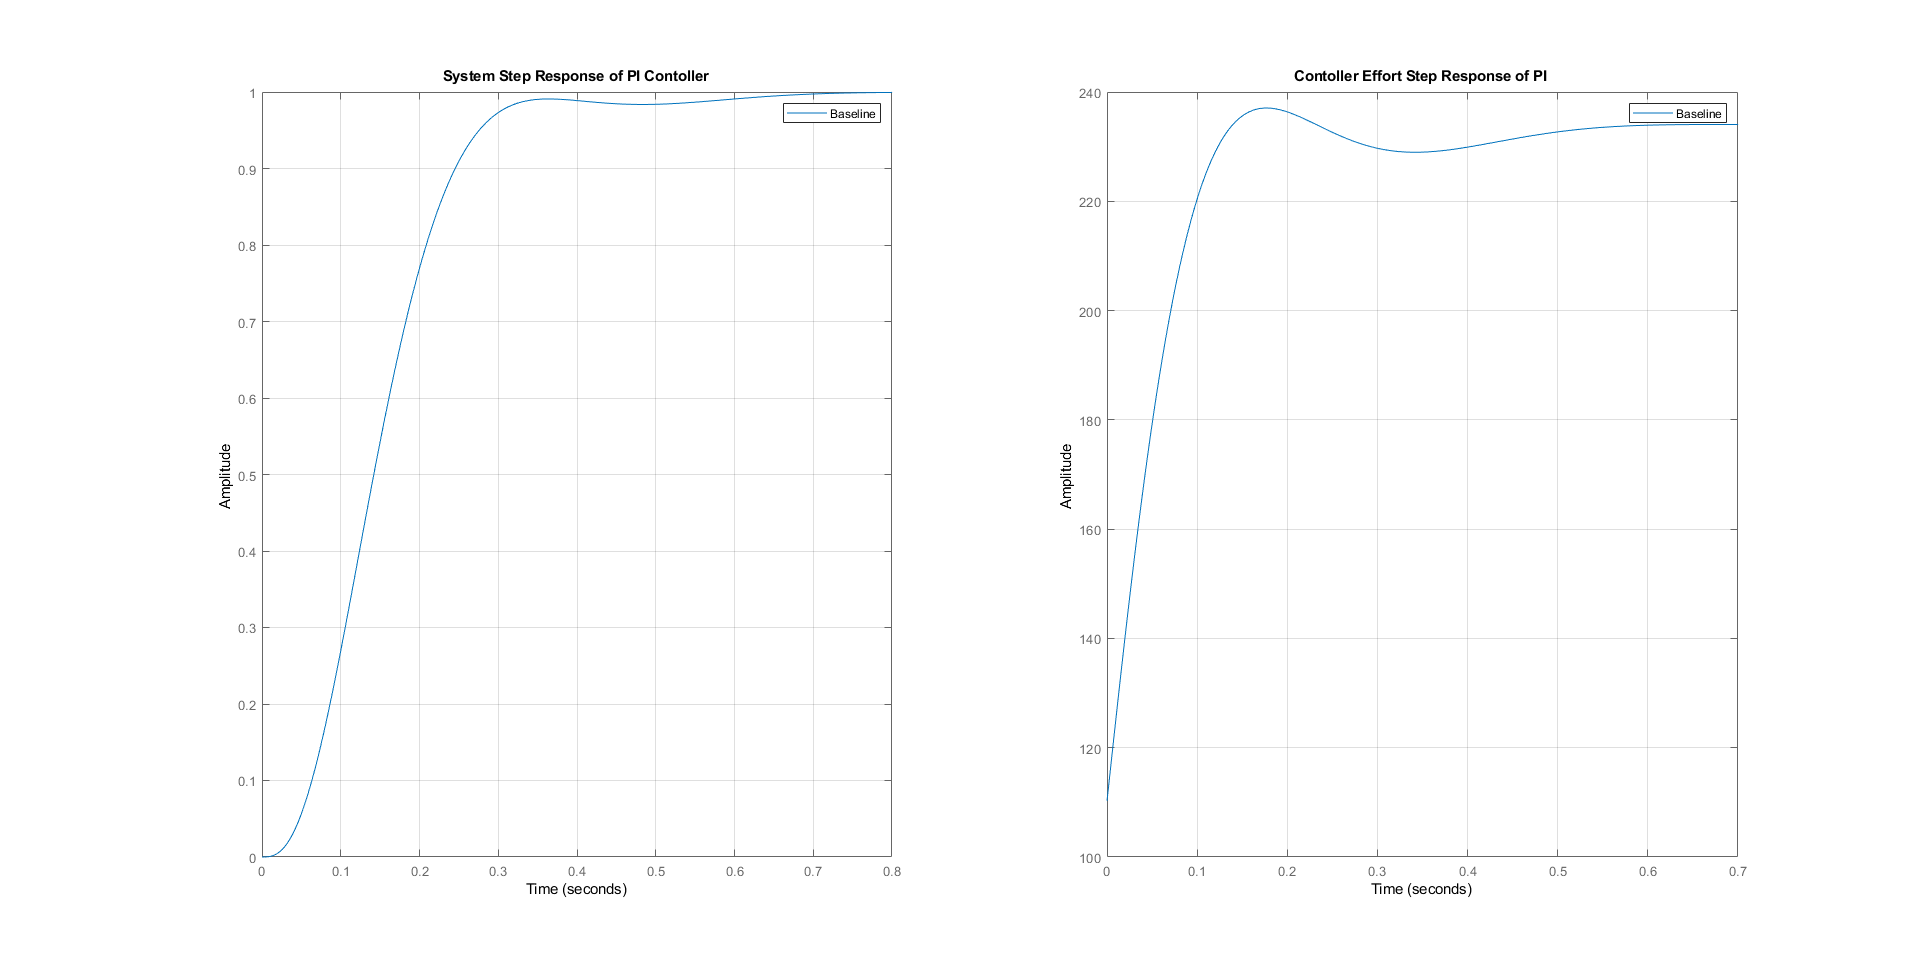 System Step Response of PI Contoller
1
0.9
0.8
0.7
0.6
0.5
0.4
0.3
0.2
0.1
0
Amplitude
Baseline
0 0.1 0.2 0.3 0.4 0.5 0.6 0.7 0.8
Time (seconds)
Contoller Effort Step Response of PI
240
220
200
180
160
140
120
100
Amplitude
Baseline
0 0.1 0.2 0.3 0.4 0.5 0.6 0.7
Time (seconds)